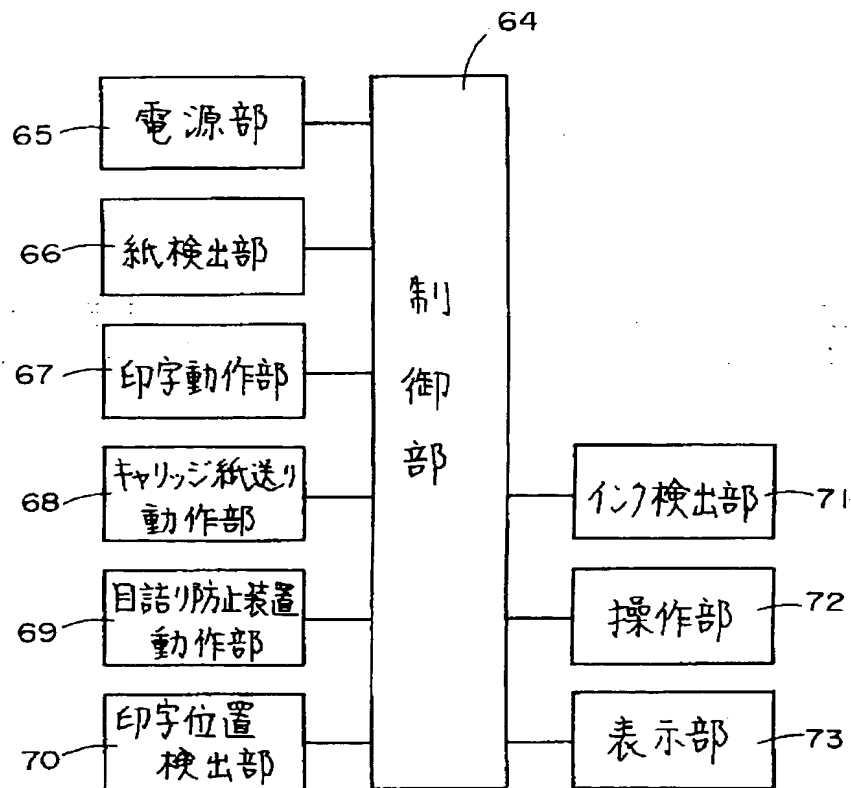 64
65
電源部
66
紙検出部
67
印字動作部
68
キャリッジ紙送り
動作部
69
目詰り防止装置
動作部
70
印字位置
検出部
制
御
部
インク検出部
71
操作部
72
表示部
73